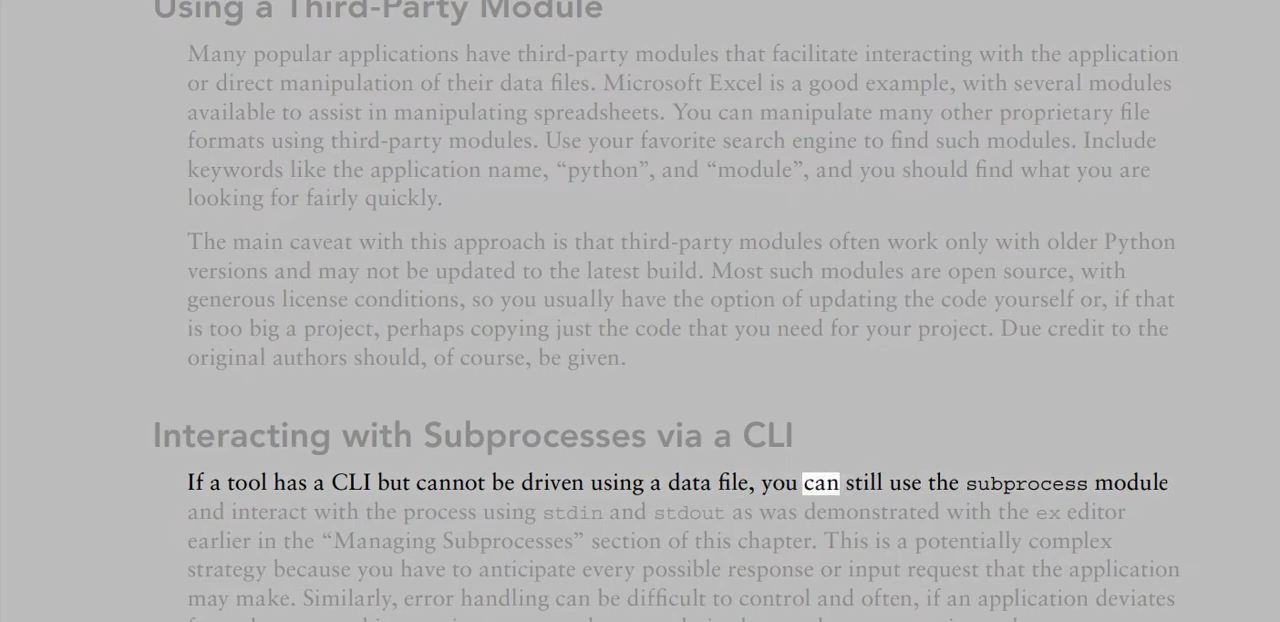 Using a Third-Party Module
Many popular applications have third-party modules that facilitate interacting with the application
or direct manipulation of their data files. Microsoft Excel is a good example, with several modules
available to assist in manipulating spreadsheets. You can manipulate many other proprietary file
formats using third-party modules. Use your favorite search engine to find such modules. Include
keywords like the application name, “python”, and “module”, and you should find what you are
looking for fairly quickly.
The main caveat with this approach is that third-party modules often work only with older Python
versions and may not be updated to the latest build. Most such modules are open source, with
generous license conditions, so you usually have the option of updating the code yourself or, if that
is too big a project, perhaps copying just the code that you need for your project. Due credit to the
original authors should, of course, be given.
Interacting with Subprocesses via a CLI
If a tool has a CLI but cannot be driven using a data file, you can still use the subprocess module
and interact with the process using stdin and stdout as was demonstrated with the ex editor
earlier in the “Managing Subprocesses” section of this chapter. This is a potentially complex
strategy because you have to anticipate every possible response or input request that the application
may make. Similarly, error handling can be difficult to control and often, if an application deviates